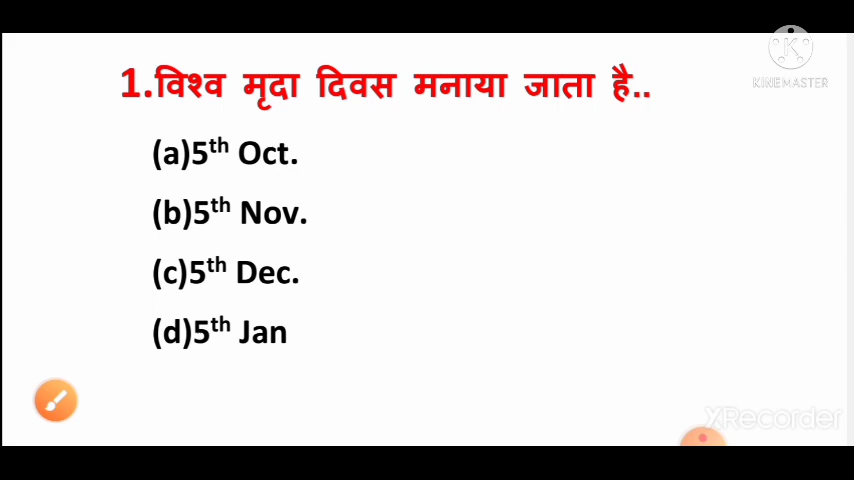 KINEMASTER
1.विश्व मृदा दिवस मनाया जाता है..
(a)5th Oct.
(b)5th Nov.
(c)5th Dec.
(d)5th Jan
XRecorder